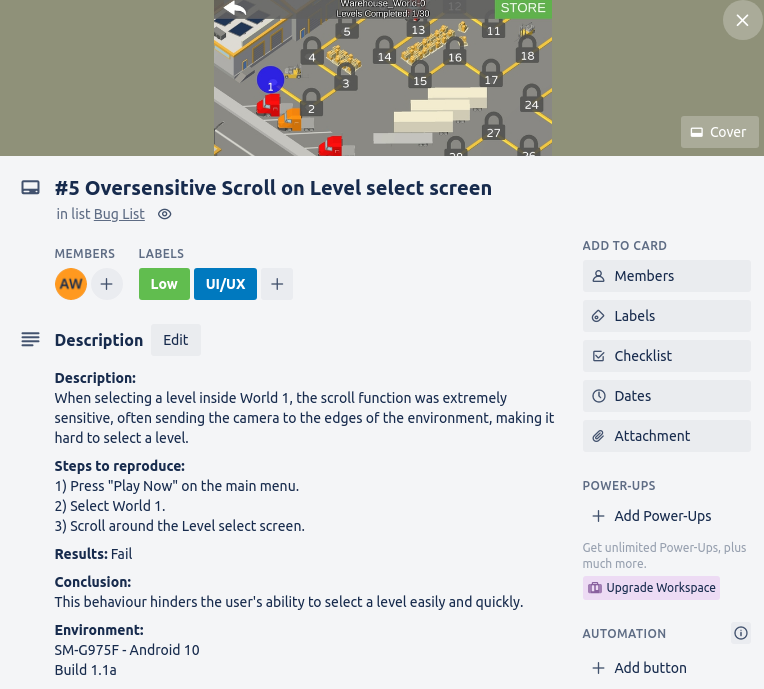 Warehouse_World-0
Levels Completed: 1/30
STORE
12
5
13
11
4
14
16
18
1
3
15
17
2
24
27
28
26
Cover
#5 Oversensitive Scroll on Level select screen
in list Bug List
MEMBERS
LABELS
AW
Low
UI/UX
Description
Edit
Description:
When selecting a level inside World 1, the scroll function was extremely
sensitive, often sending the camera to the edges of the environment, making it
hard to select a level.
Steps to reproduce:
1) Press "Play Now" on the main menu.
2) Select World 1.
3) Scroll around the Level select screen.
Results: Fail
Conclusion:
This behaviour hinders the user's ability to select a level easily and quickly.
Environment:
SM-G975F - Android 10
Build 1.1a
ADD TO CARD
Members
Labels
Checklist
Dates
Attachment
POWER-UPS
Add Power-Ups
Get unlimited Power-Ups, plus
much more.
Upgrade Workspace
AUTOMATION
Add button